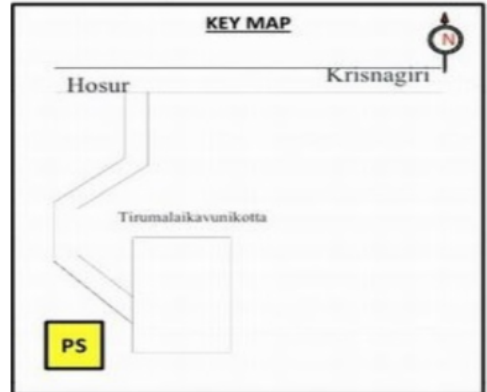 KEY MAP
N
Hosur
Krisnagiri
Tirumalaikavunikotta
PS